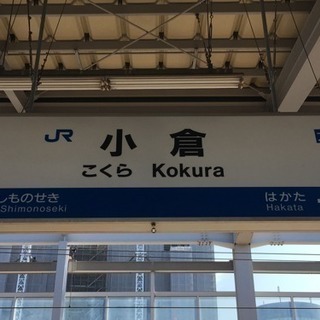 JR 小倉
こくら Kokura
しものせき はかた
Shimonoseki Hakata